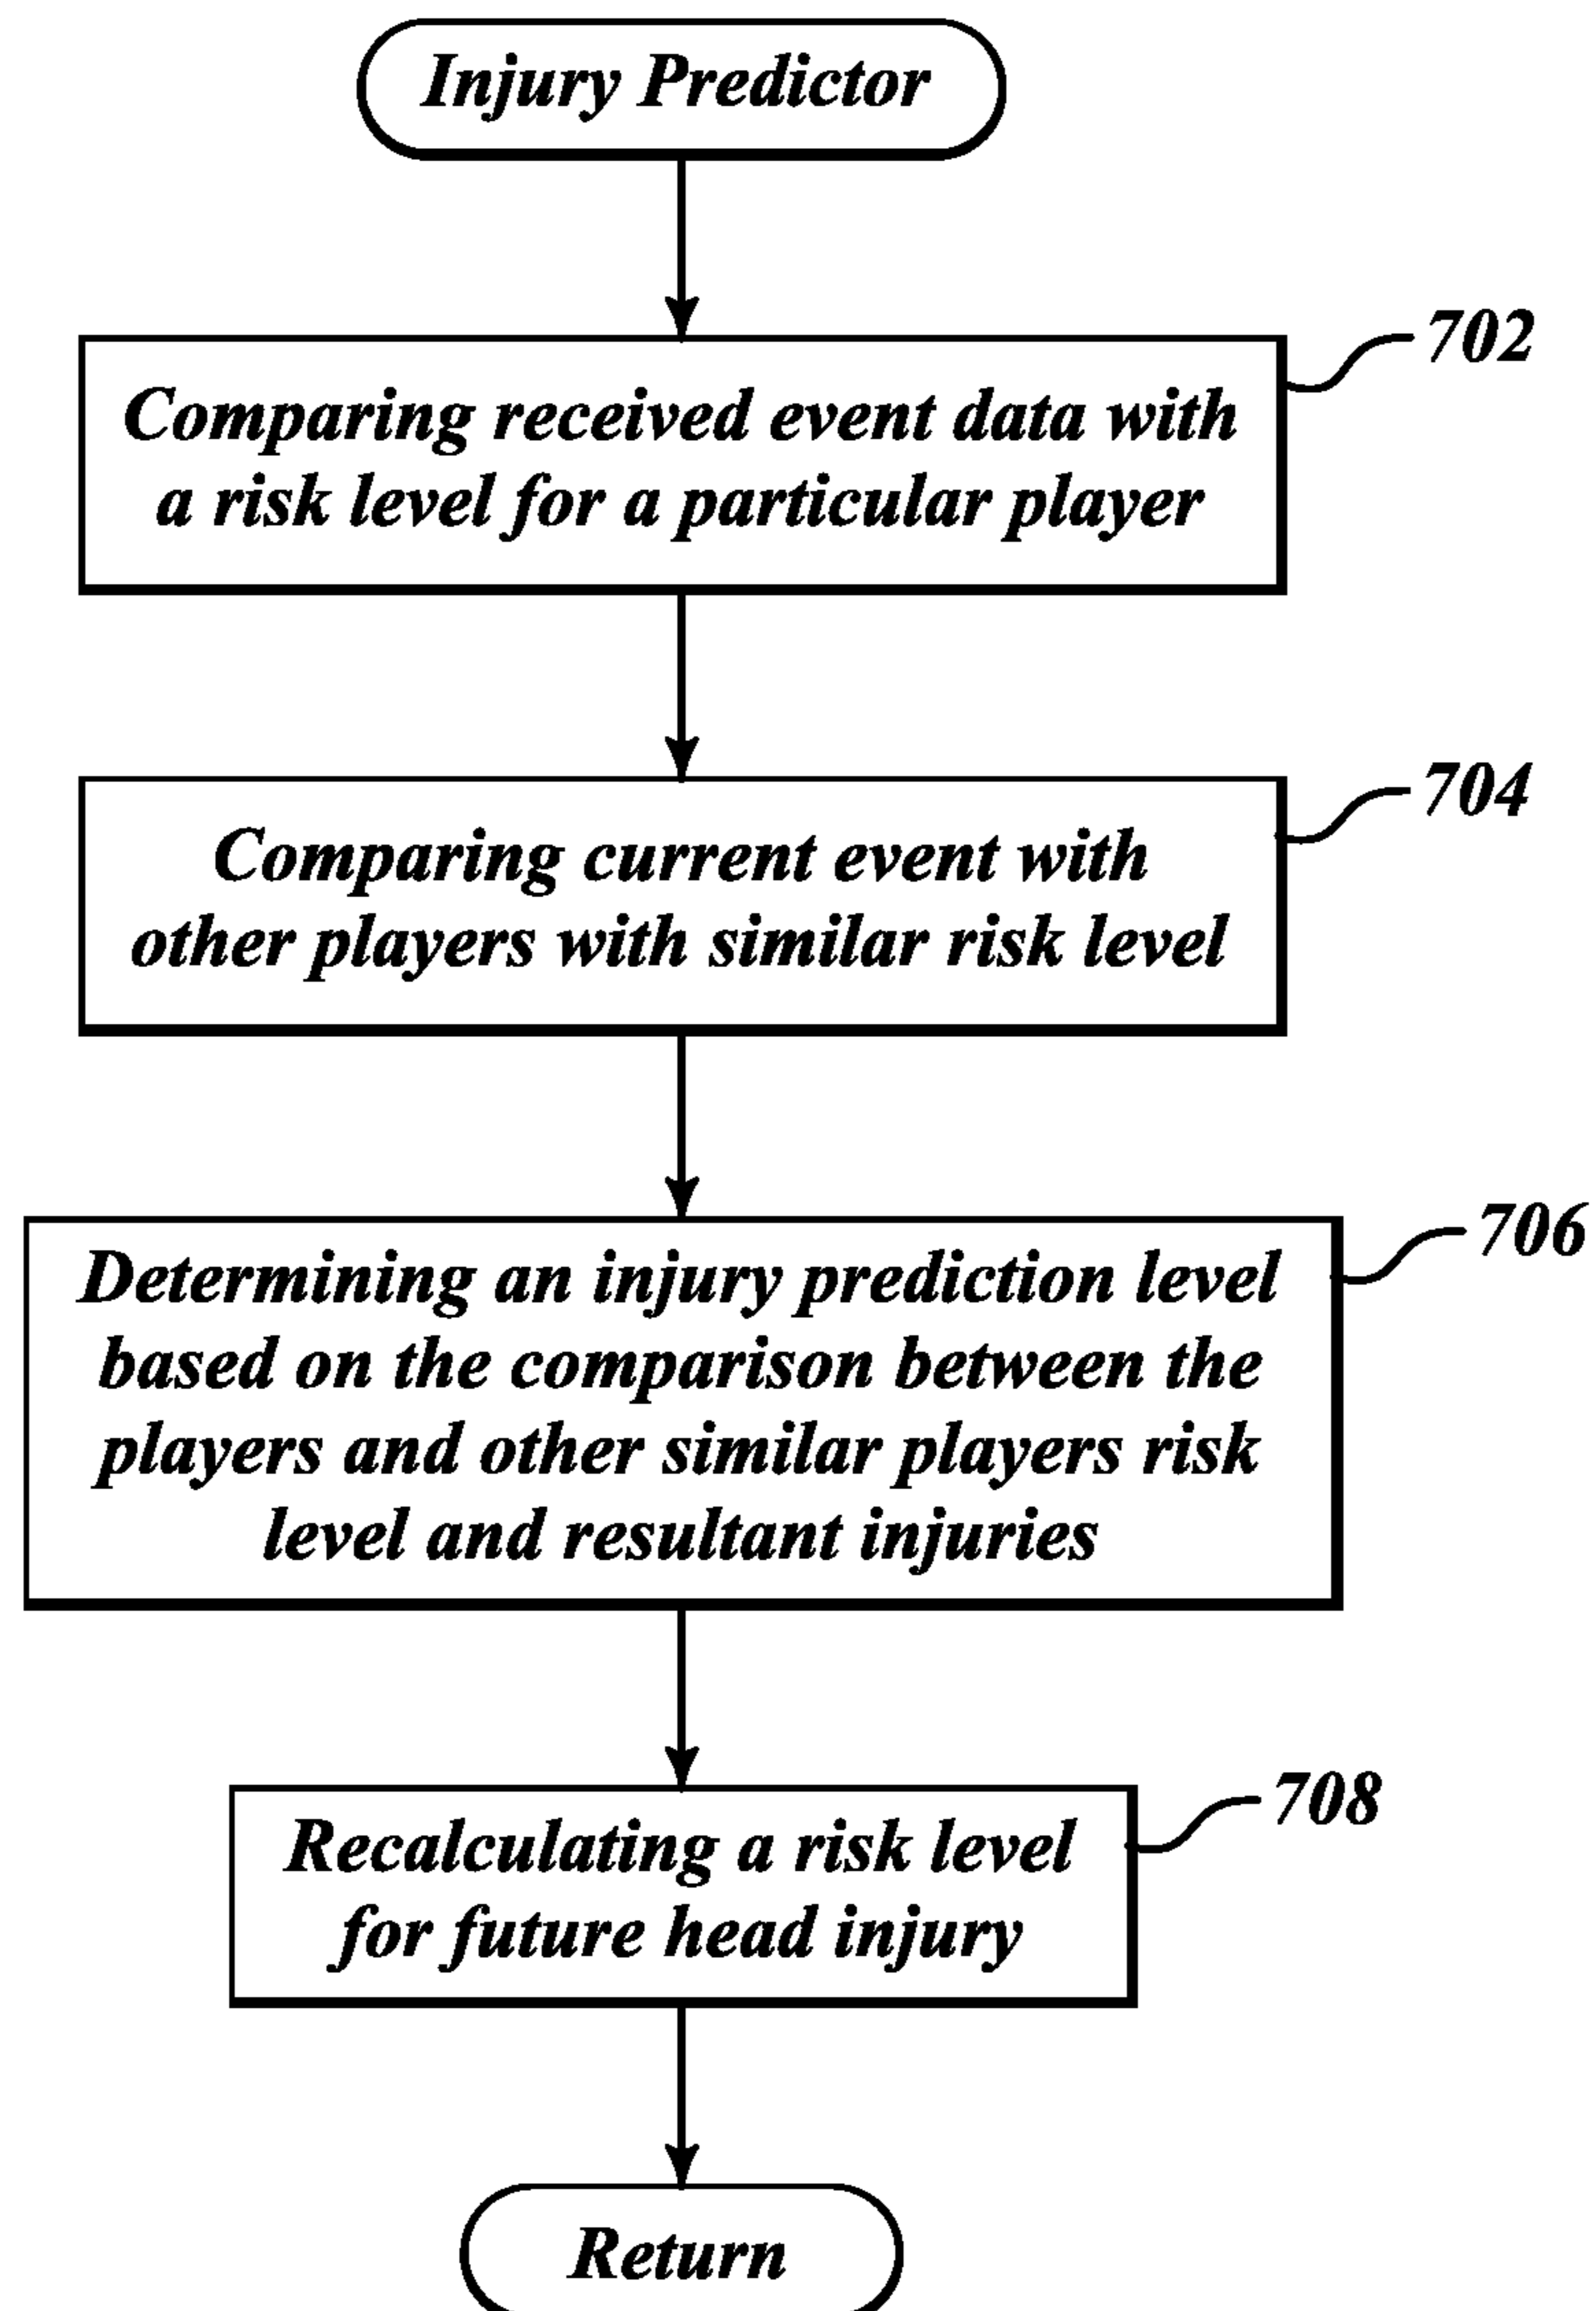 Injury Predictor
702
Comparing received event data with
a risk level for a particular player
704
Comparing current event with
other players with similar risk level
706
Determining an injury prediction level
based on the comparison between the
players and other similar players risk
level and resultant injuries
708
Recalculating a risk level
for future head injury
Return